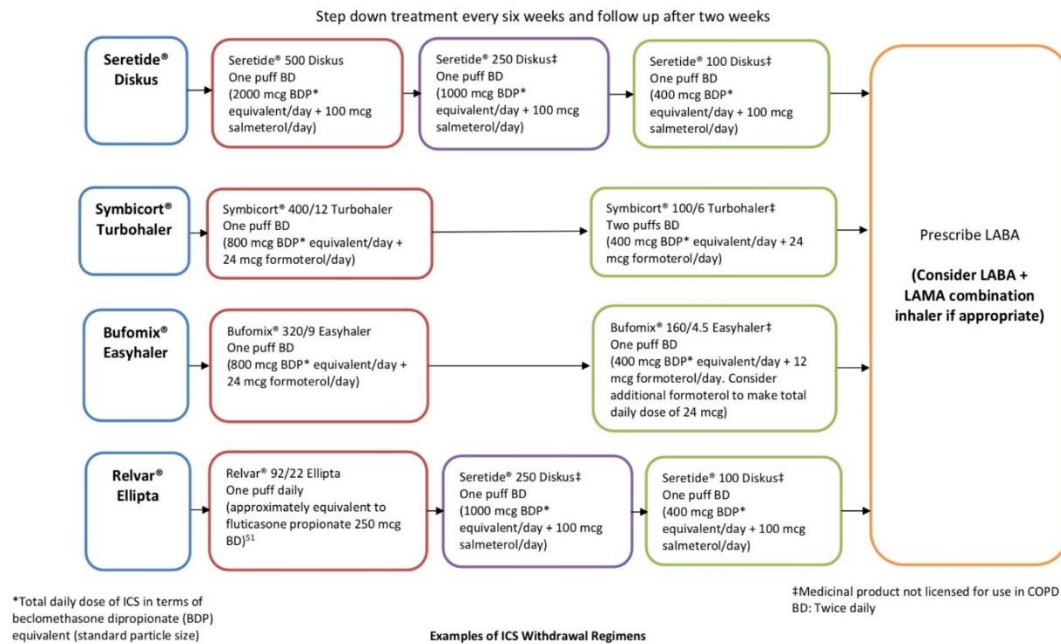 Step down treatment every six weeks and follow up after two weeks
Seretide®
Diskus
Seretide® 500 Diskus
One puff BD
(2000 mcg BDP*
equivalent/day + 100 mcg
salmeterol/day)
Seretide® 250 Diskus‡
One puff BD
(1000 mcg BDP*
equivalent/day + 100 mcg
salmeterol/day)
Seretide® 100 Diskus‡
One puff BD
(400 mcg BDP*
equivalent/day + 100 mcg
salmeterol/day)
Symbicort®
Turbohaler
Symbicort® 400/12 Turbohaler
One puff BD
(800 mcg BDP* equivalent/day +
24 mcg formoterol/day)
Symbicort® 100/6 Turbohaler‡
Two puffs BD
(400 mcg BDP* equivalent/day + 24
mcg formoterol/day)
Bufomix®
Easyhaler
Bufomix® 320/9 Easyhaler
One puff BD
(800 mcg BDP* equivalent/day +
24 mcg formoterol/day)
Bufomix® 160/4.5 Easyhaler‡
One puff BD
(400 mcg BDP* equivalent/day + 12
mcg formoterol/day. Consider
additional formoterol to make total
daily dose of 24 mcg)
Relvar®
Ellipta
Relvar® 92/22 Ellipta
One puff daily
(approximately equivalent to
fluticasone propionate 250 mcg
BD)51
Seretide® 250 Diskus‡
One puff BD
(1000 mcg BDP*
equivalent/day + 100 mcg
salmeterol/day)
Seretide® 100 Diskus‡
One puff BD
(400 mcg BDP*
equivalent/day + 100 mcg
salmeterol/day)
Prescribe LABA
(Consider LABA +
LAMA combination
inhaler if appropriate)
*Total daily dose of ICS in terms of
beclomethasone dipropionate (BDP)
equivalent (standard particle size)
Examples of ICS Withdrawal Regimens
‡Medicinal product not licensed for use in COPD
BD: Twice daily